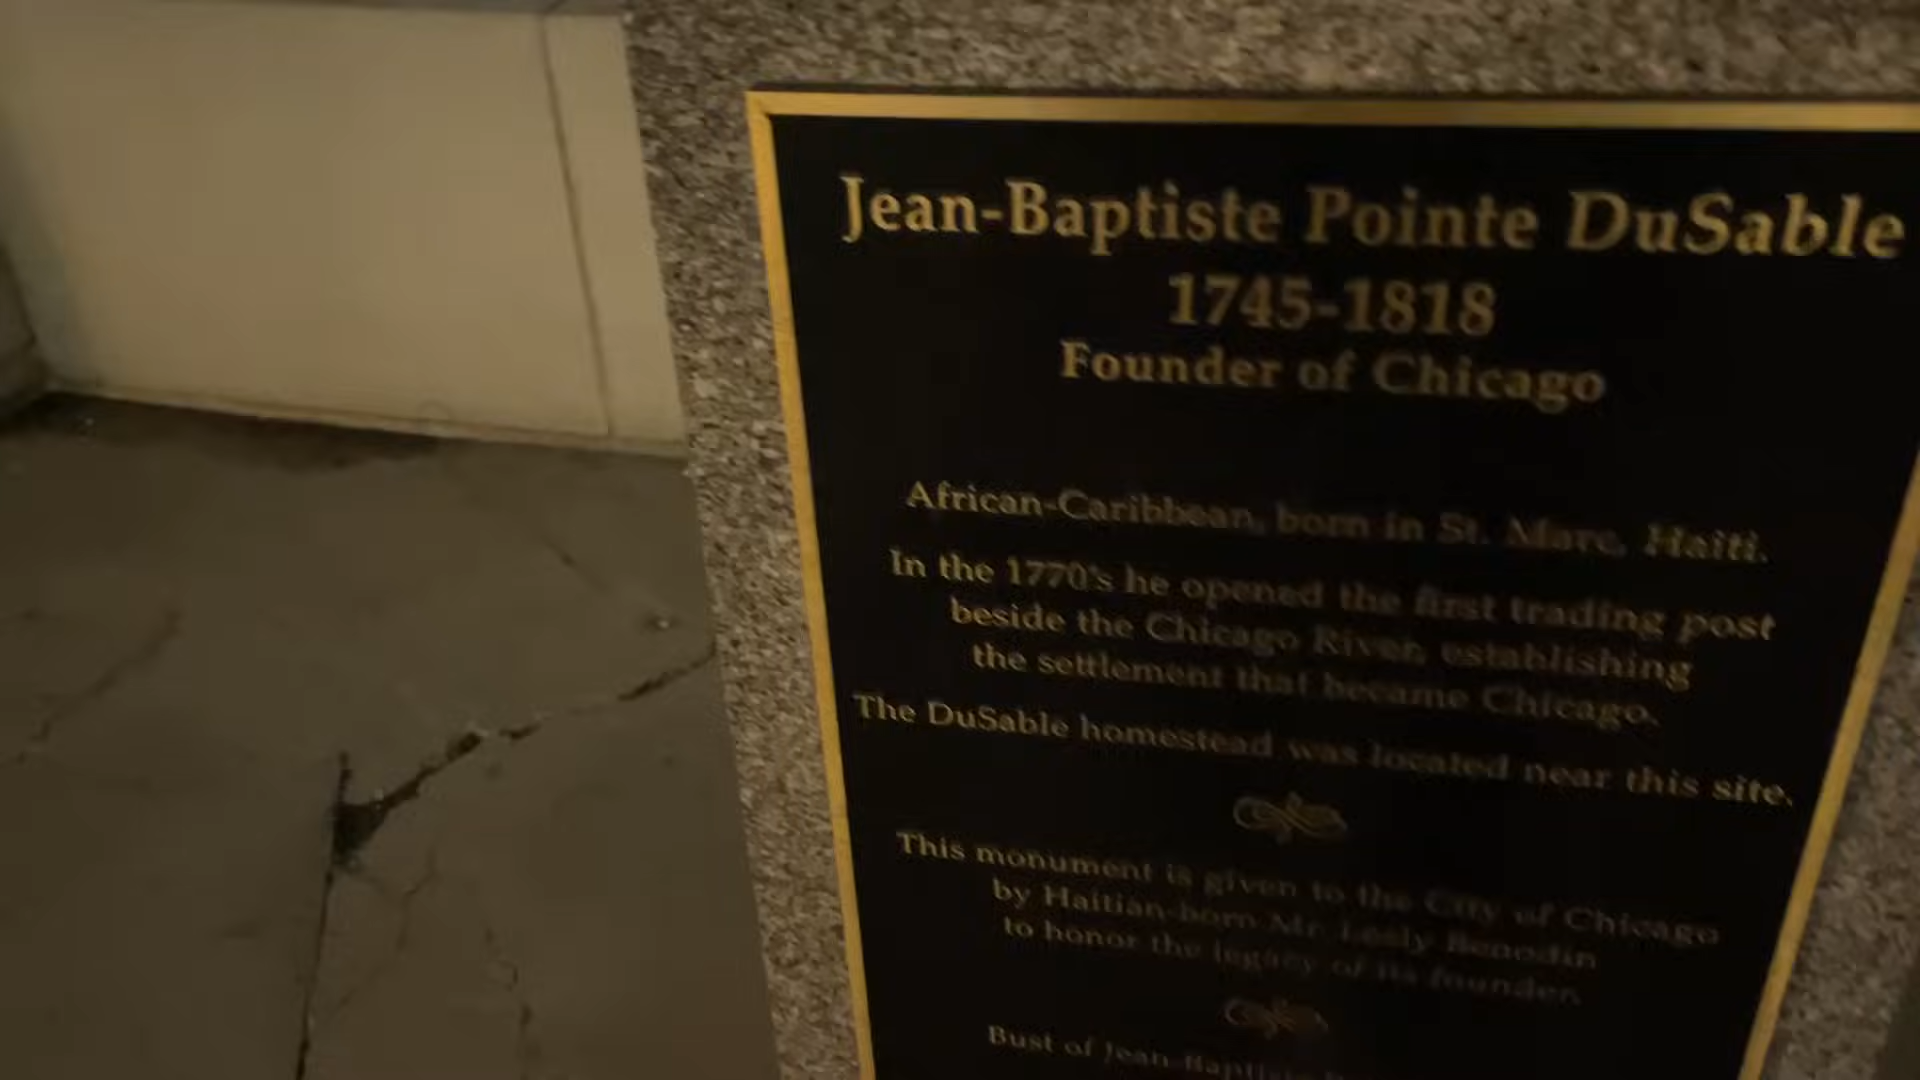 Jean-Baptiste Pointe DuSable
1745-1818
Founder of Chicago
African-Caribbean, born in St. Marc, Haiti.
In the 1770's he opened the first trading post
beside the Chicago River, establishing
the settlement that became Chicago.
The DuSable homestead was located near this site.
This monument is given to the City of Chicago
by Haitian-born Mr. Lesly Benodin
to honor the legacy of its founder.
Bust of Jean-Baptiste